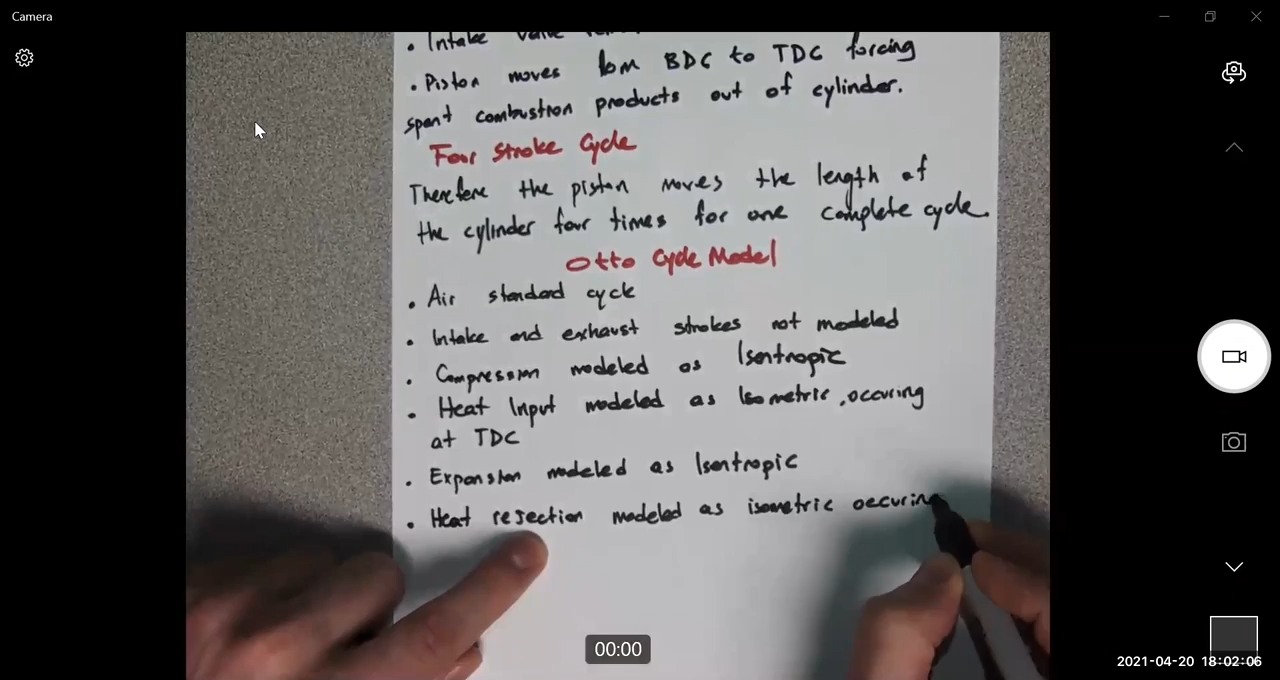 Camera
• Intake
• Piston moves from BDC to TDC forcing
spent combustion products out of cylinder.
Four Stroke Cycle
Therefore the piston moves the length of
the cylinder four times for one complete cycle.
Otto Cycle Model
• Air standard cycle
• Intake and exhaust strokes not modeled
• Compression modeled as Isentropic
• Heat Input modeled as Isometric, occuring
at TDC
• Expansion modeled as Isentropic
• Heat rejection modeled as isometric occuring
00:00
2021-04-20 18:02:06